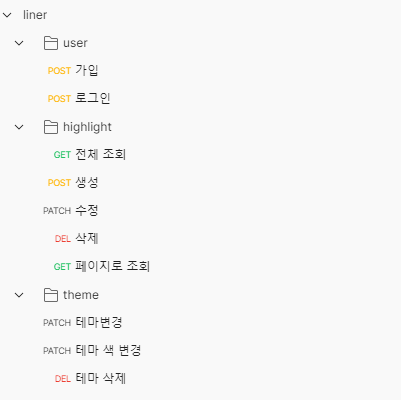 liner
user
POST 가입
POST 로그인
highlight
GET 전체 조회
POST 생성
PATCH 수정
DEL 삭제
GET 페이지로 조회
theme
PATCH 테마변경
PATCH 테마 색 변경
DEL 테마 삭제